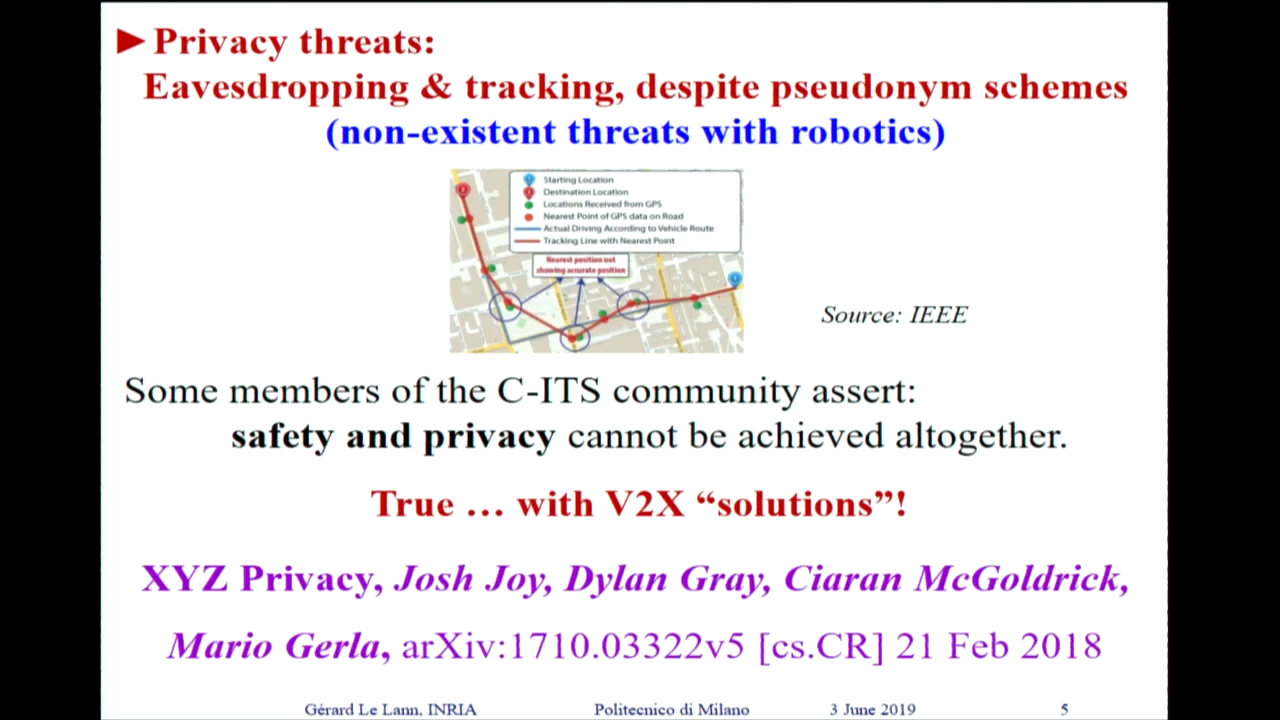 ►Privacy threats:
Eavesdropping & tracking, despite pseudonym schemes
(non-existent threats with robotics)
Starting Location
Destination Location
Locations Received from GPS
Nearest Point of GPS data on Road
Actual Driving According to Vehicle Route
Tracking Line with Nearest Point
Nearest position not
showing accurate position
Source: IEEE
Some members of the C-ITS community assert:
safety and privacy cannot be achieved altogether.
True … with V2X “solutions”!
XYZ Privacy, Josh Joy, Dylan Gray, Ciaran McGoldrick,
Mario Gerla, arXiv:1710.03322v5 [cs.CR] 21 Feb 2018
Gérard Le Lann, INRIA Politecnico di Milano 3 June 2019 5